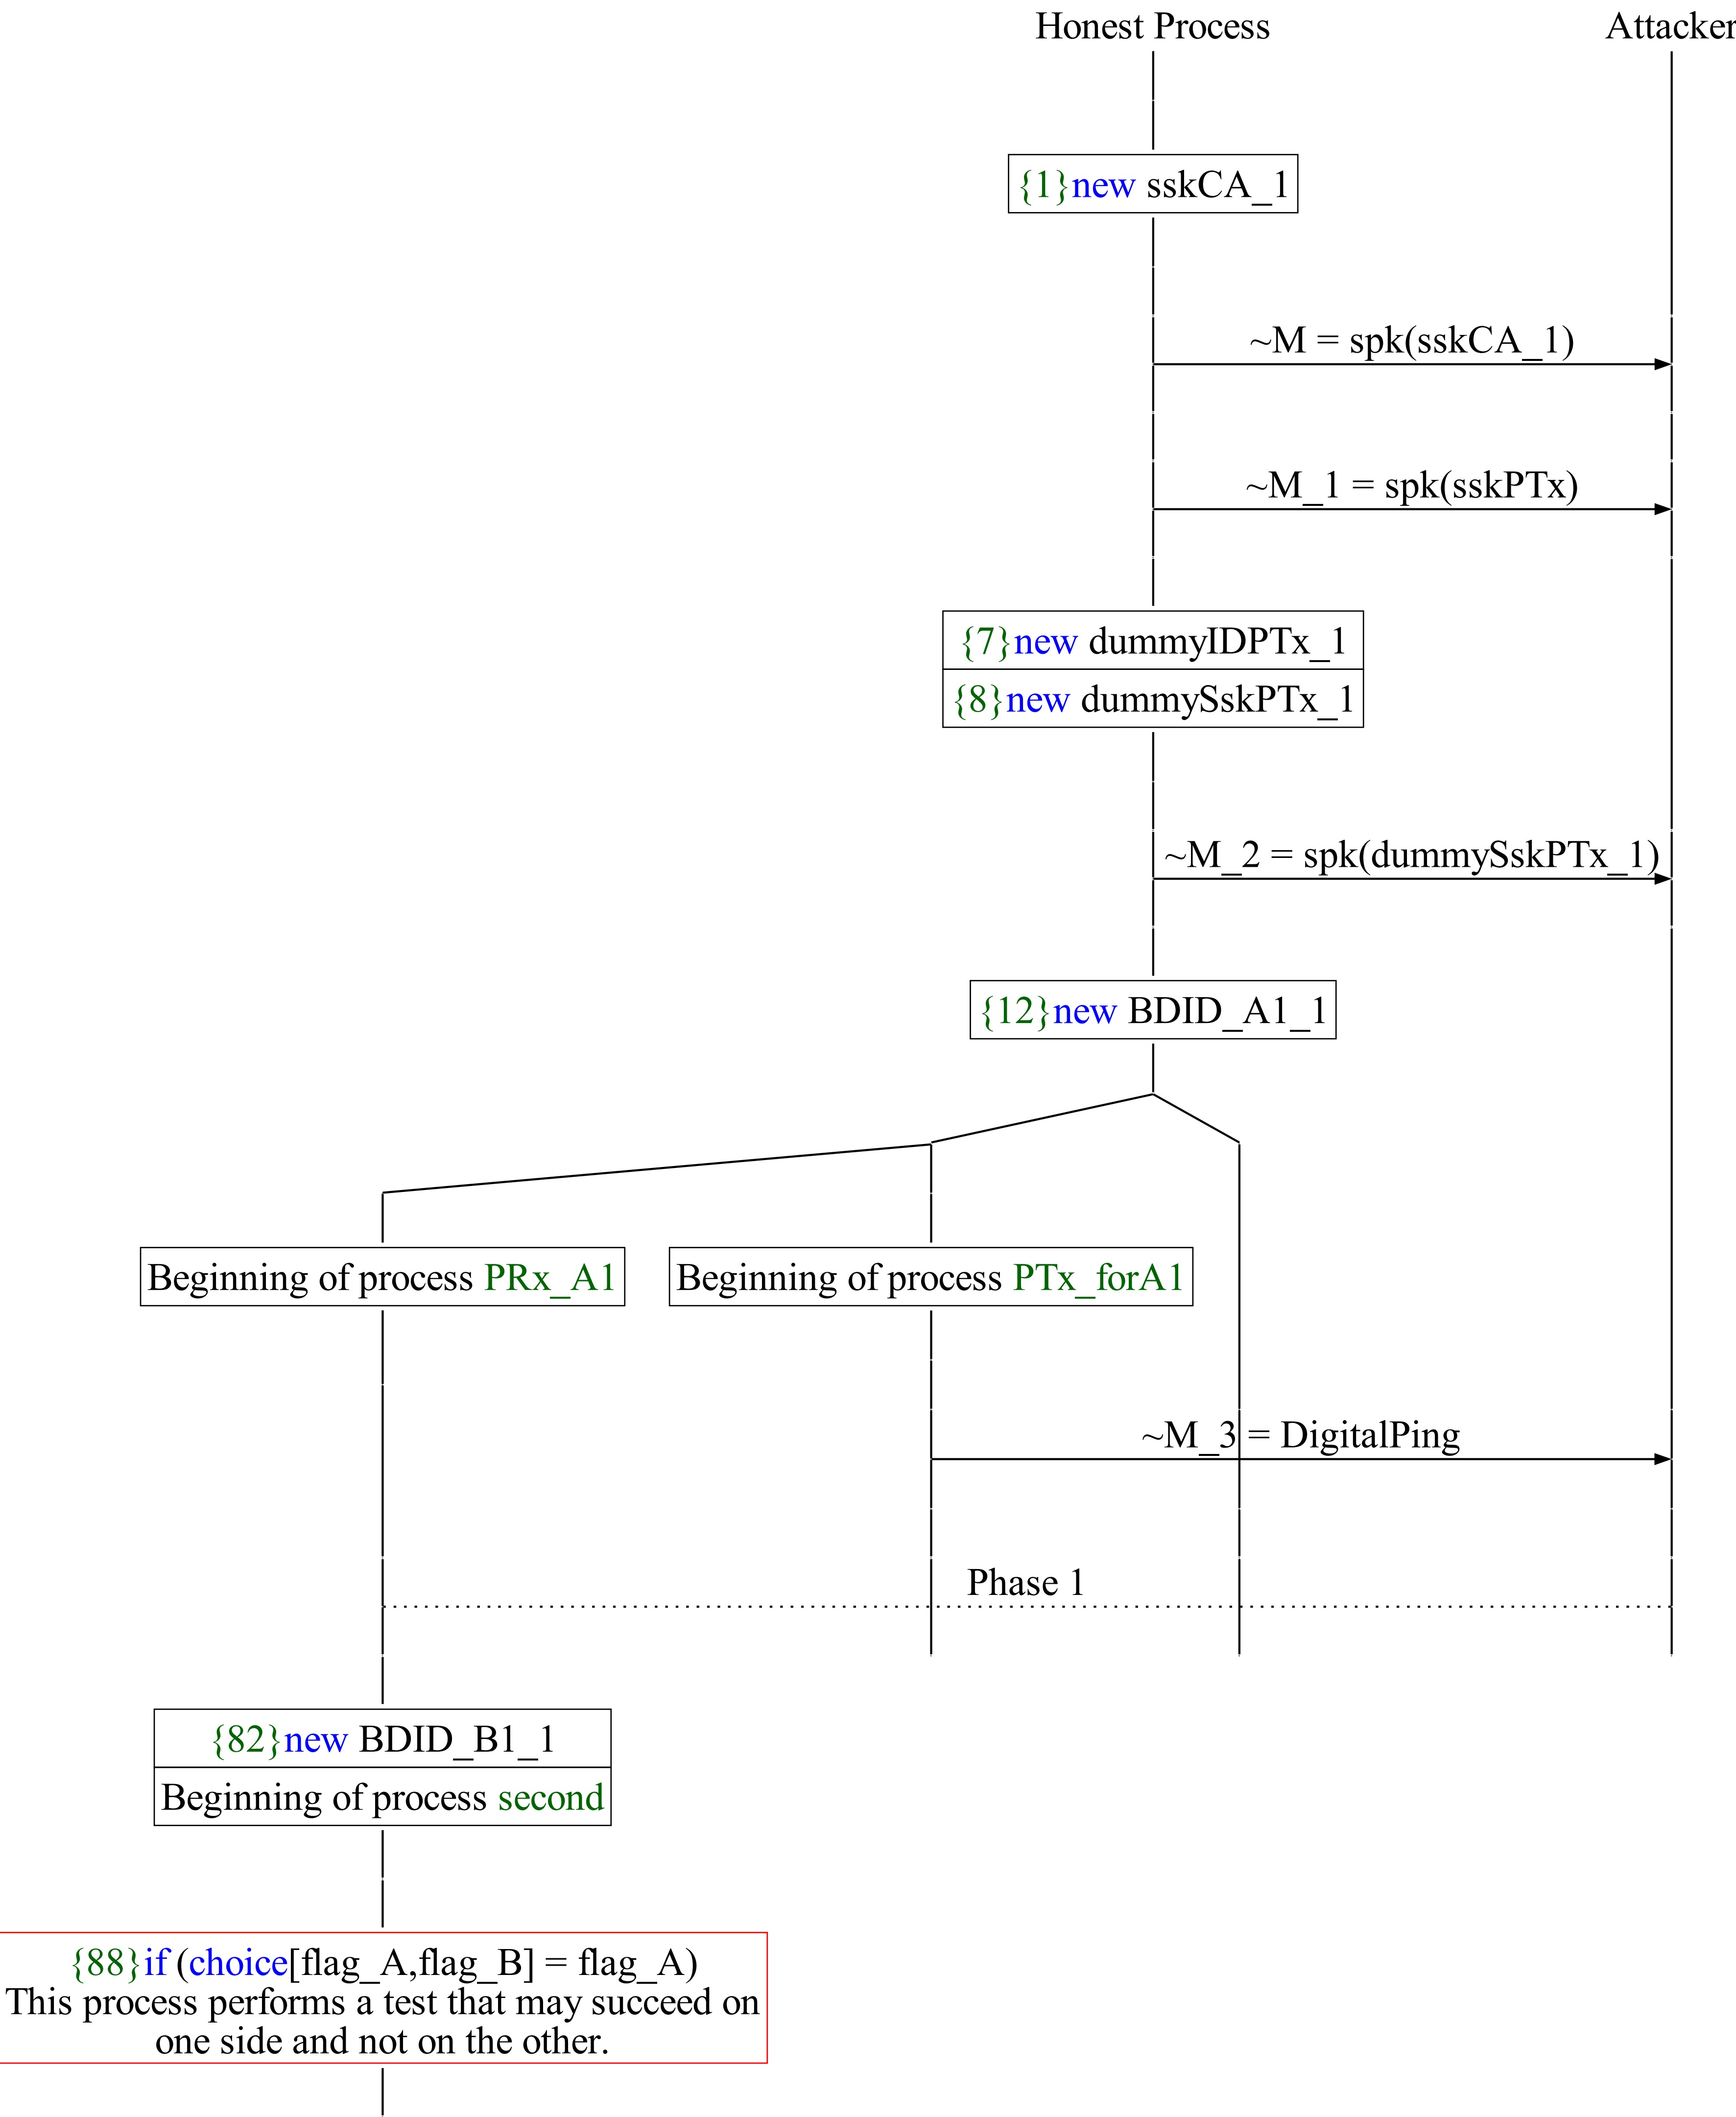 Honest Process
Attacker
{1}new sskCA_1
~M = spk(sskCA_1)
~M_1 = spk(sskPTx)
{7}new dummyIDPTx_1
{8}new dummySskPTx_1
~M_2 = spk(dummySskPTx_1)
{12}new BDID_A1_1
Beginning of process PRx_A1
Beginning of process PTx_forA1
~M_3 = DigitalPing
Phase 1
{82}new BDID_B1_1
Beginning of process second
{88}if (choice[flag_A,flag_B] = flag_A)
This process performs a test that may succeed on
one side and not on the other.